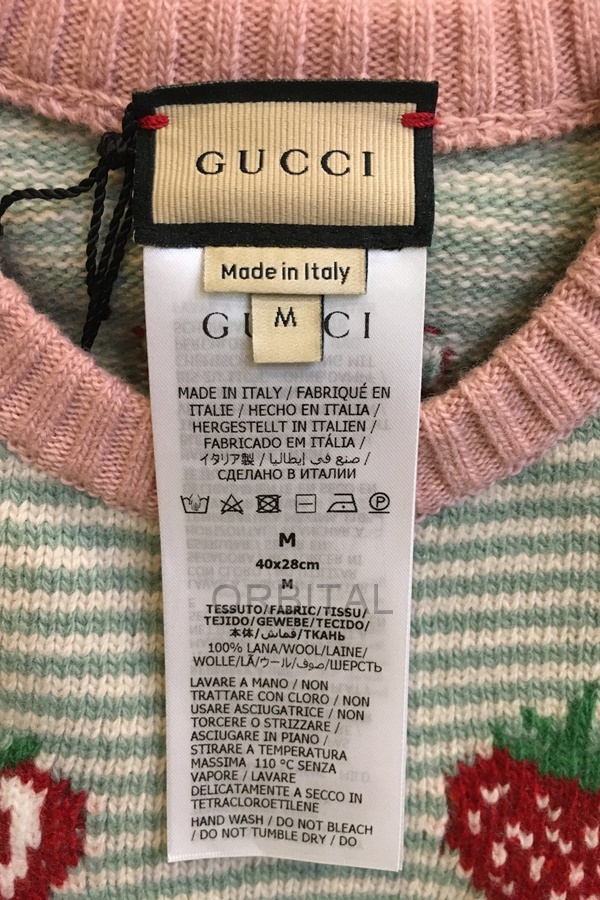 GUCCI
Made in Italy
M
GUCCI
MADE IN ITALY / FABRIQUÉ EN
ITALIE / HECHO EN ITALIA /
HERGESTELLT IN ITALIEN /
FABRICADO EM ITÁLIA /
イタリア製 / صنع في إيطاليا /
СДЕЛАНО В ИТАЛИИ
M
40x28cm
M
ORBITAL
TESSUTO/FABRIC/TISSU/
TEJIDO/GEWEBE/TECIDO/
本体/قماش/ТКАНЬ
100% LANA/WOOL/LAINE/
WOLLE/LÃ/ウール/صوف/ШЕРСТЬ
LAVARE A MANO / NON
TRATTARE CON CLORO / NON
USARE ASCIUGATRICE / NON
TORCERE O STRIZZARE /
ASCIUGARE IN PIANO /
STIRARE A TEMPERATURA
MASSIMA 110 °C SENZA
VAPORE / LAVARE
DELICATAMENTE A SECCO IN
TETRACLOROETILENE
HAND WASH / DO NOT BLEACH
/ DO NOT TUMBLE DRY / DO